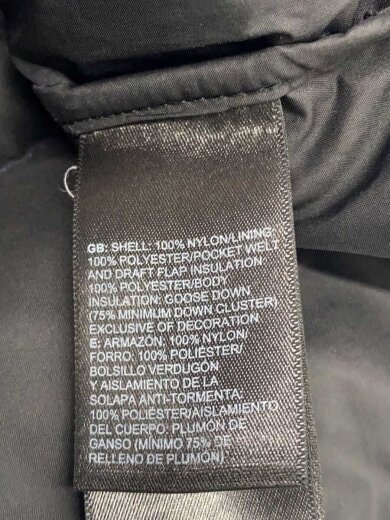 GB: SHELL: 100% NYLON/LINING:
100% POLYESTER/POCKET WELT
AND DRAFT FLAP INSULATION:
100% POLYESTER/BODY
INSULATION: GOOSE DOWN
(75% MINIMUM DOWN CLUSTER)
EXCLUSIVE OF DECORATION
E: ARMAZÓN: 100% NYLON/
FORRO: 100% POLIÉSTER/
BOLSILLO VERDUGÓN
Y AISLAMIENTO DE LA
SOLAPA ANTI-TORMENTA:
100% POLIÉSTER/AISLAMIENTO
DEL CUERPO: PLUMÓN DE
GANSO (MÍNIMO 75% DE
RELLENO DE PLUMÓN)